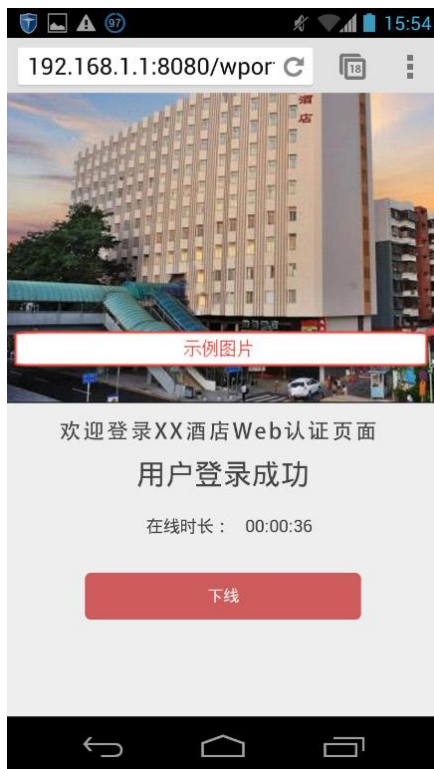 97
15:54
192.168.1.1:8080/wpor
18
酒店
示例图片
欢迎登录XX酒店Web认证页面
用户登录成功
在线时长： 00:00:36
下线